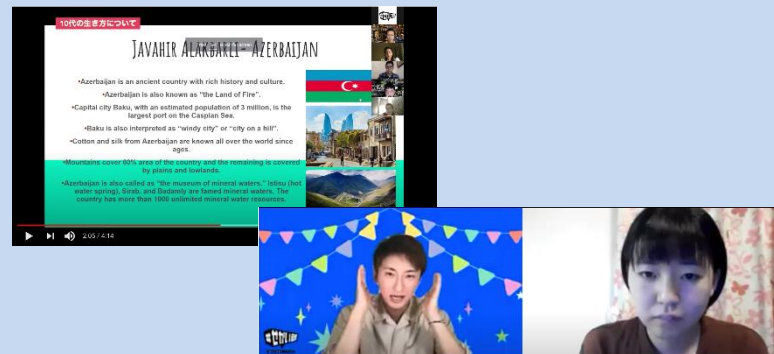 10代の生き方について
JAVAHIR ALAKBARLI- AZERBAIJAN
•Azerbaijan is an ancient country with rich history and culture.
•Azerbaijan is also known as “the Land of Fire”.
•Capital city Baku, with an estimated population of 3 million, is the
largest port on the Caspian Sea.
•Baku is also interpreted as “windy city” or “city on a hill”.
•Cotton and silk from Azerbaijan are known all over the world since
ages.
•Mountains cover 60% area of the country and the remaining is covered
by plains and lowlands.
•Azerbaijan is also called as “the museum of mineral waters.” Istisu (hot
water spring), Sirab, and Badamly are famed mineral waters. The
country has more than 1000 unlimited mineral water resources.
2:05 / 4:14